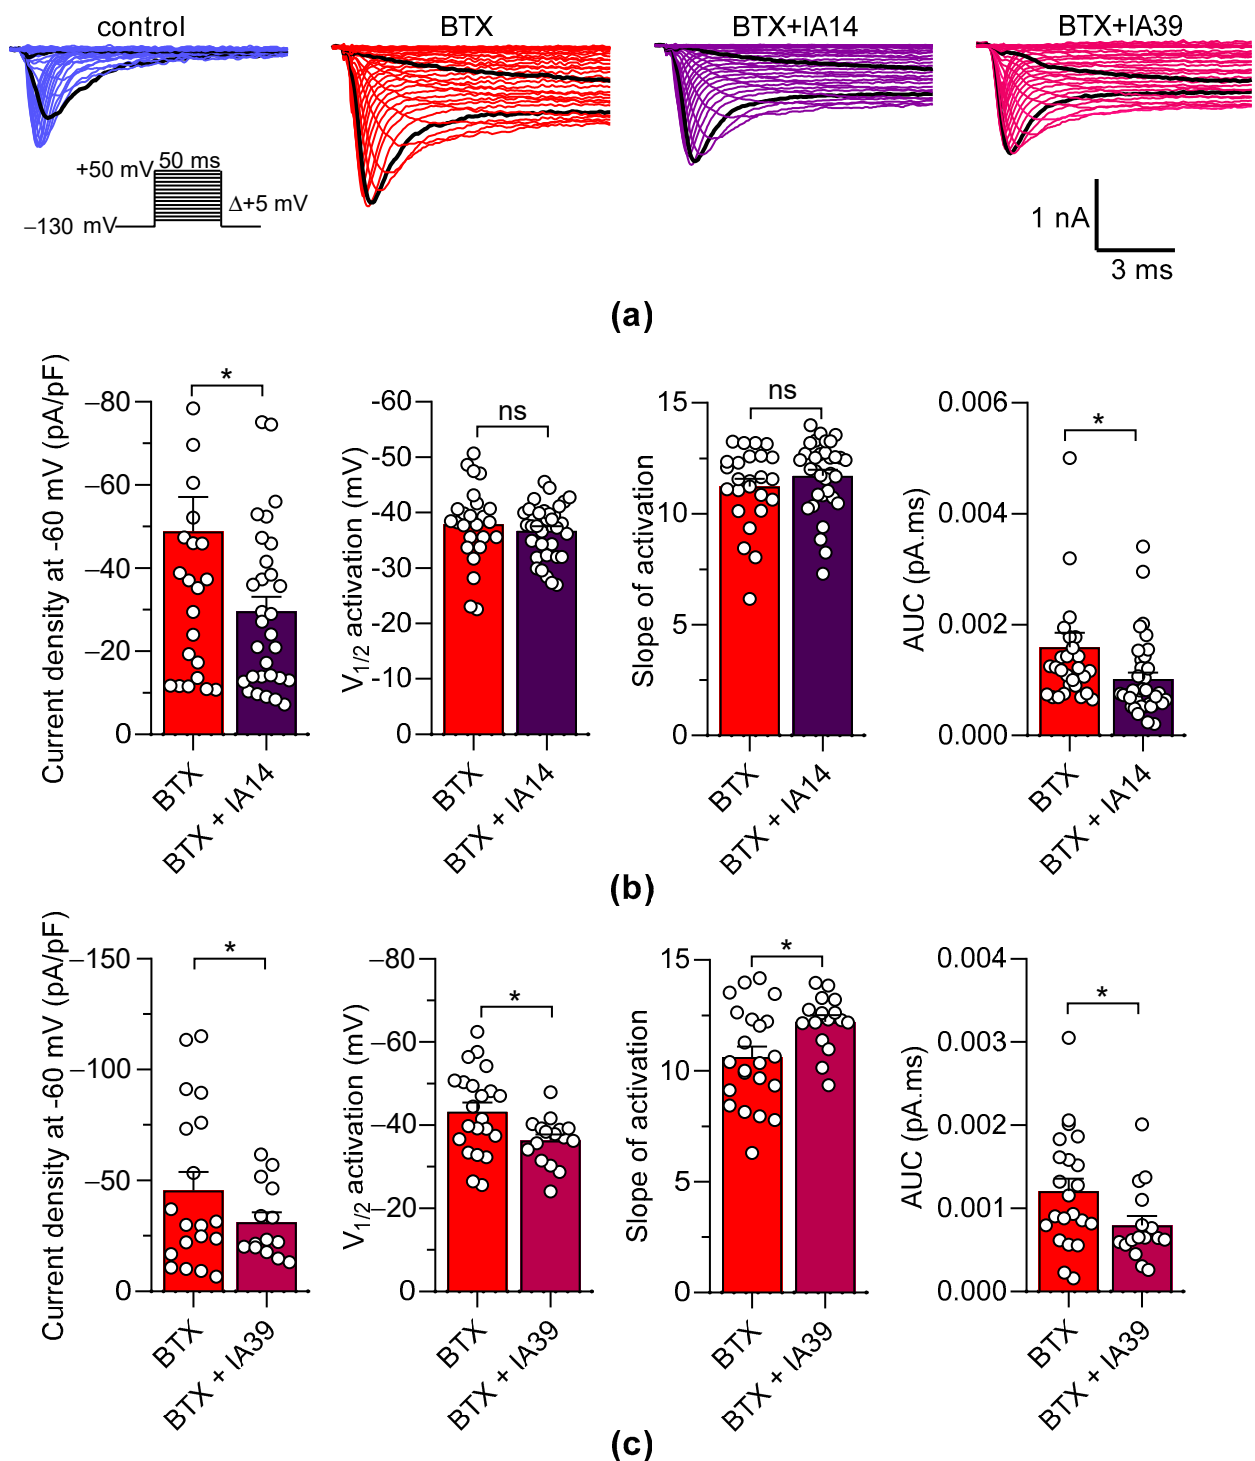 control
BTX
BTX+IA14
BTX+IA39
+50 mV
50 ms
Δ+5 mV
−130 mV
1 nA
3 ms
(a)
Current density at -60 mV (pA/pF)
−80
−60
−40
−20
0
*
BTX
BTX + IA14
V1/2 activation (mV)
-60
-50
-40
-30
-20
-10
0
ns
BTX
BTX + IA14
Slope of activation
15
10
5
0
ns
BTX
BTX + IA14
AUC (pA.ms)
0.006
0.004
0.002
0.000
*
BTX
BTX + IA14
(b)
Current density at -60 mV (pA/pF)
−150
−100
−50
0
*
BTX
BTX + IA39
V1/2 activation (mV)
−80
−60
−40
−20
0
*
BTX
BTX + IA39
Slope of activation
15
10
5
0
*
BTX
BTX + IA39
AUC (pA.ms)
0.004
0.003
0.002
0.001
0.000
*
BTX
BTX + IA39
(c)